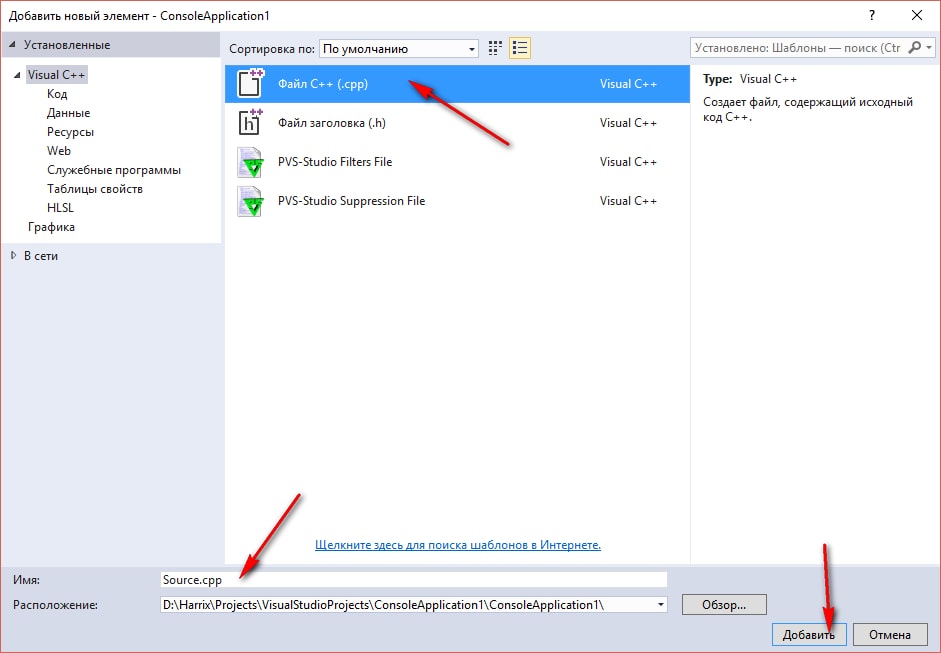 Добавить новый элемент - ConsoleApplication1
?
Установленные
Сортировка по: По умолчанию
Установлено: Шаблоны — поиск (Ctr
Visual C++
Код
Данные
Ресурсы
Web
Служебные программы
Таблицы свойств
HLSL
Графика
В сети
Файл C++ (.cpp) Visual C++
Файл заголовка (.h) Visual C++
PVS-Studio Filters File Visual C++
PVS-Studio Suppression File Visual C++
Щелкните здесь для поиска шаблонов в Интернете.
Type: Visual C++
Создает файл, содержащий исходный
код C++.
Имя: Source.cpp
Расположение: D:\Harrix\Projects\VisualStudioProjects\ConsoleApplication1\ConsoleApplication1\
Обзор...
Добавить Отмена